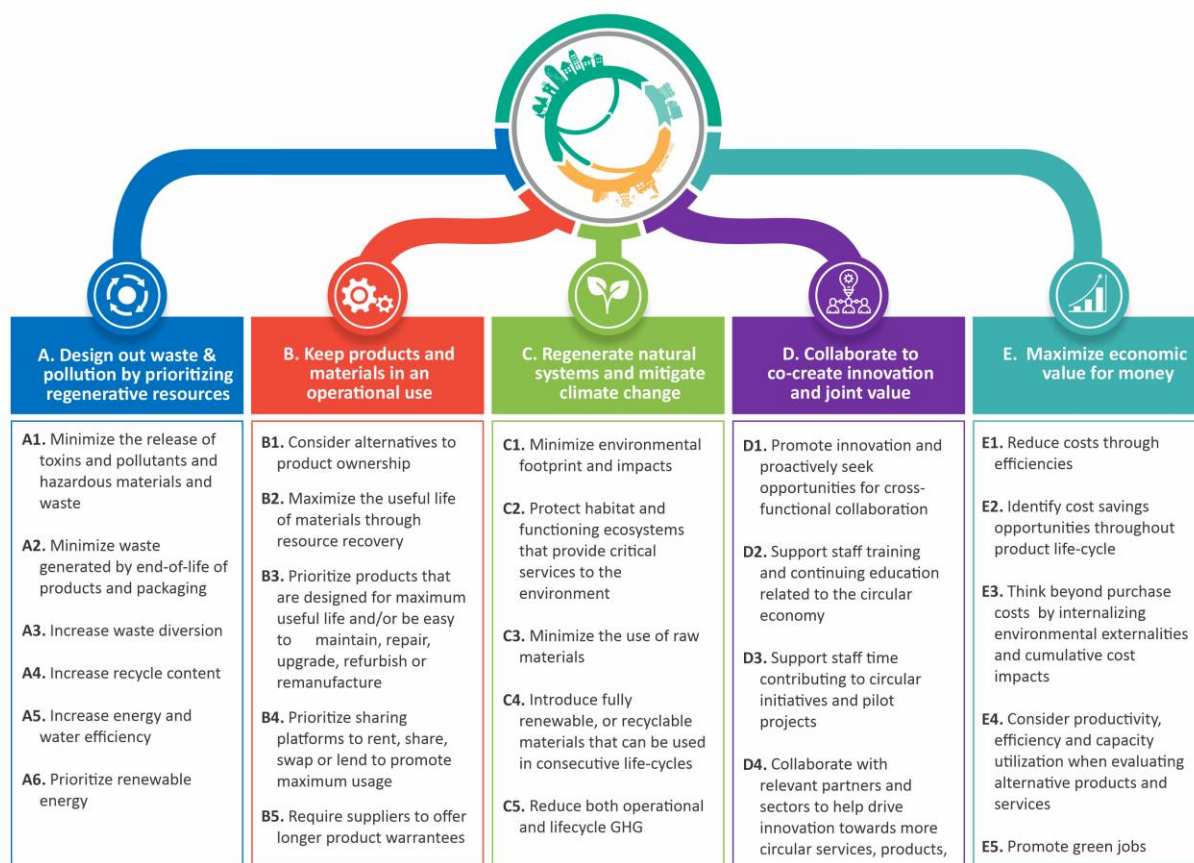 A. Design out waste &
pollution by prioritizing
regenerative resources
A1. Minimize the release of
toxins and pollutants and
hazardous materials and
waste
A2. Minimize waste
generated by end-of-life of
products and packaging
A3. Increase waste diversion
A4. Increase recycle content
A5. Increase energy and
water efficiency
A6. Prioritize renewable
energy
B. Keep products and
materials in an
operational use
B1. Consider alternatives to
product ownership
B2. Maximize the useful life
of materials through
resource recovery
B3. Prioritize products that
are designed for maximum
useful life and/or be easy
to maintain, repair,
upgrade, refurbish or
remanufacture
B4. Prioritize sharing
platforms to rent, share,
swap or lend to promote
maximum usage
B5. Require suppliers to offer
longer product warrantees
C. Regenerate natural
systems and mitigate
climate change
C1. Minimize environmental
footprint and impacts
C2. Protect habitat and
functioning ecosystems
that provide critical
services to the
environment
C3. Minimize the use of raw
materials
C4. Introduce fully
renewable, or recyclable
materials that can be used
in consecutive life-cycles
C5. Reduce both operational
and lifecycle GHG
D. Collaborate to
co-create innovation
and joint value
D1. Promote innovation and
proactively seek
opportunities for cross-
functional collaboration
D2. Support staff training
and continuing education
related to the circular
economy
D3. Support staff time
contributing to circular
initiatives and pilot
projects
D4. Collaborate with
relevant partners and
sectors to help drive
innovation towards more
circular services, products,
E. Maximize economic
value for money
E1. Reduce costs through
efficiencies
E2. Identify cost savings
opportunities throughout
product life-cycle
E3. Think beyond purchase
costs by internalizing
environmental externalities
and cumulative cost
impacts
E4. Consider productivity,
efficiency and capacity
utilization when evaluating
alternative products and
services
E5. Promote green jobs